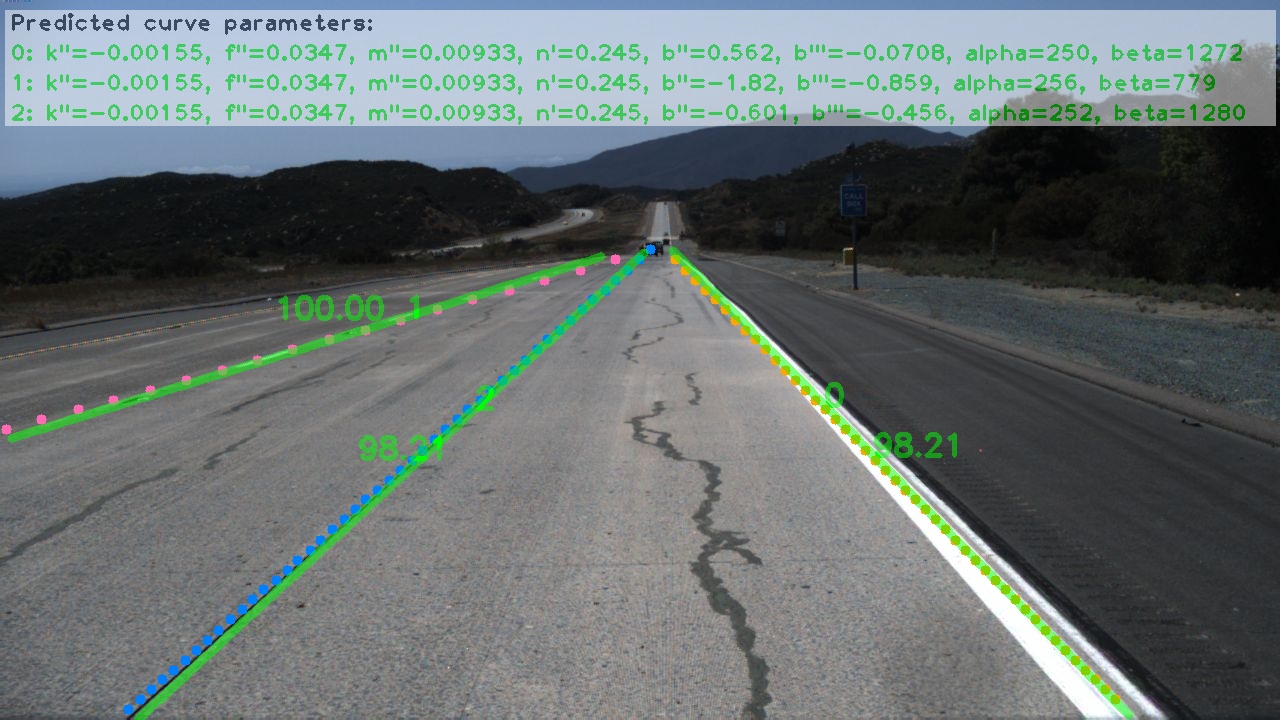 Predicted curve parameters:
0: k''=-0.00155, f''=0.0347, m''=0.00933, n'=0.245, b''=0.562, b'''=-0.0708, alpha=250, beta=1272
1: k''=-0.00155, f''=0.0347, m''=0.00933, n'=0.245, b''=-1.82, b'''=-0.859, alpha=256, beta=779
2: k''=-0.00155, f''=0.0347, m''=0.00933, n'=0.245, b''=-0.601, b'''=-0.456, alpha=252, beta=1280
CALL
BOX
100.00 1
2
0
98.21
98.21